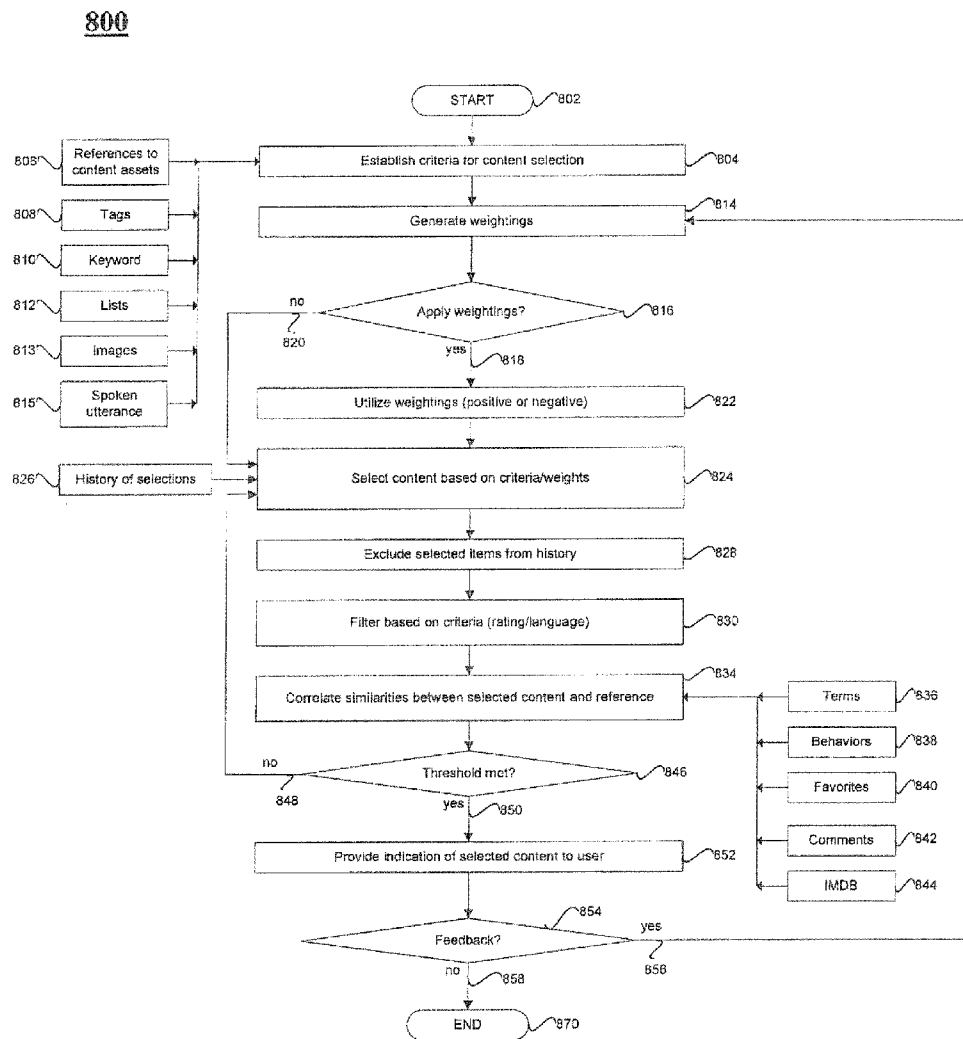 800
START
802
References to
content assets
806
Establish criteria for content selection
804
814
Tags
808
Generate weightings
Keyword
810
Lists
812
no
820
Apply weightings?
816
Images
813
yes
818
Spoken
utterance
815
Utilize weightings (positive or negative)
822
History of selections
826
Select content based on criteria/weights
824
Exclude selected items from history
828
Filter based on criteria (rating/language)
830
834
Correlate similarities between selected content and reference
Terms
836
Behaviors
838
no
848
Threshold met?
846
Favorites
840
yes
850
Comments
842
Provide indication of selected content to user
852
IMDB
844
854
Feedback?
yes
856
no
858
END
870